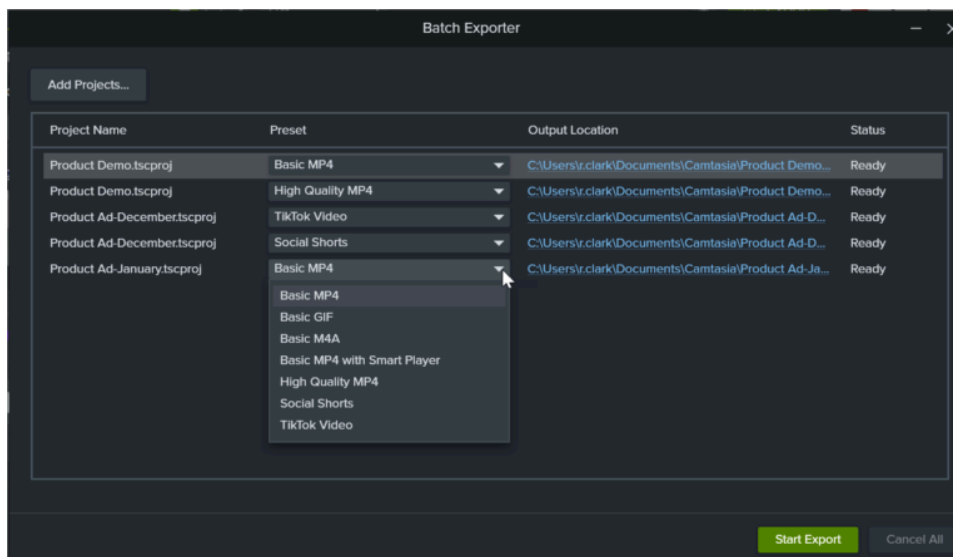 Batch Exporter
Add Projects...
Project Name Preset Output Location Status
Product Demo.tscproj Basic MP4 C:\Users\r.clark\Documents\Camtasia\Product Demo... Ready
Product Demo.tscproj High Quality MP4 C:\Users\r.clark\Documents\Camtasia\Product Demo... Ready
Product Ad-December.tscproj TikTok Video C:\Users\r.clark\Documents\Camtasia\Product Ad-D... Ready
Product Ad-December.tscproj Social Shorts C:\Users\r.clark\Documents\Camtasia\Product Ad-D... Ready
Product Ad-January.tscproj Basic MP4 C:\Users\r.clark\Documents\Camtasia\Product Ad-Ja... Ready
Basic MP4
Basic GIF
Basic M4A
Basic MP4 with Smart Player
High Quality MP4
Social Shorts
TikTok Video
Start Export Cancel All